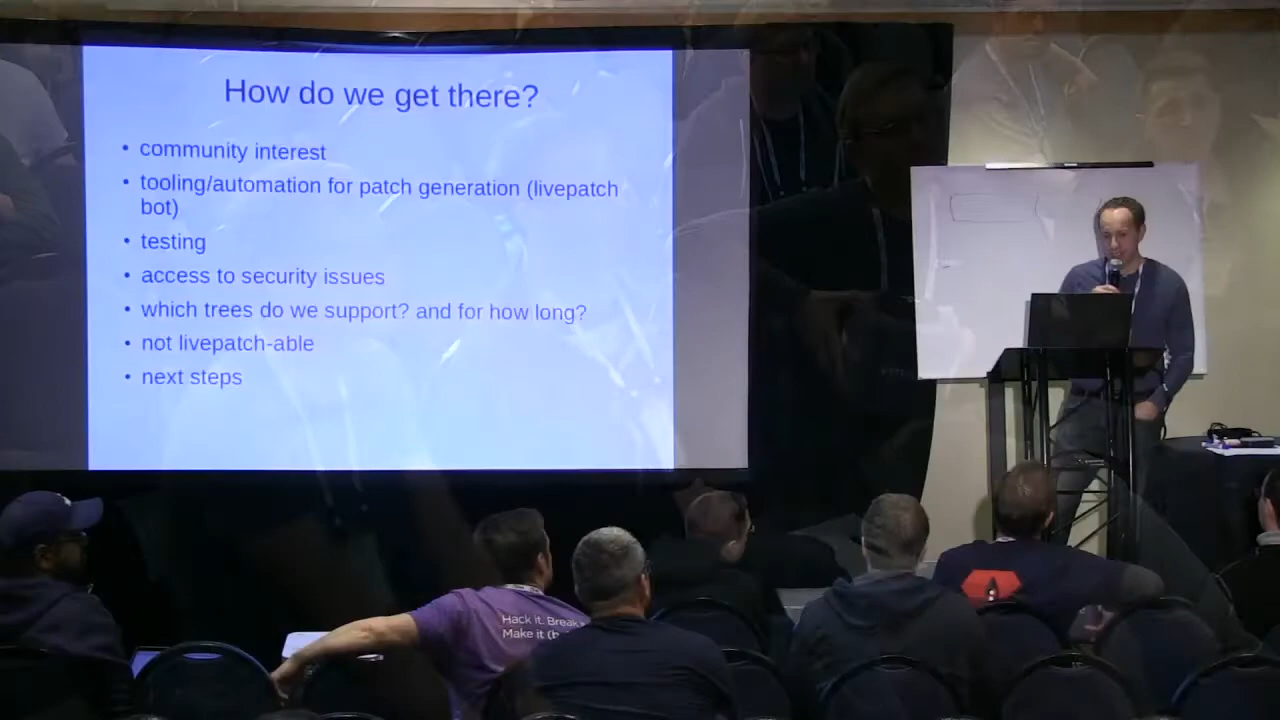 How do we get there?
• community interest
• tooling/automation for patch generation (livepatch
bot)
• testing
• access to security issues
• which trees do we support? and for how long?
• not livepatch-able
• next steps
Hack it. Break
Make it